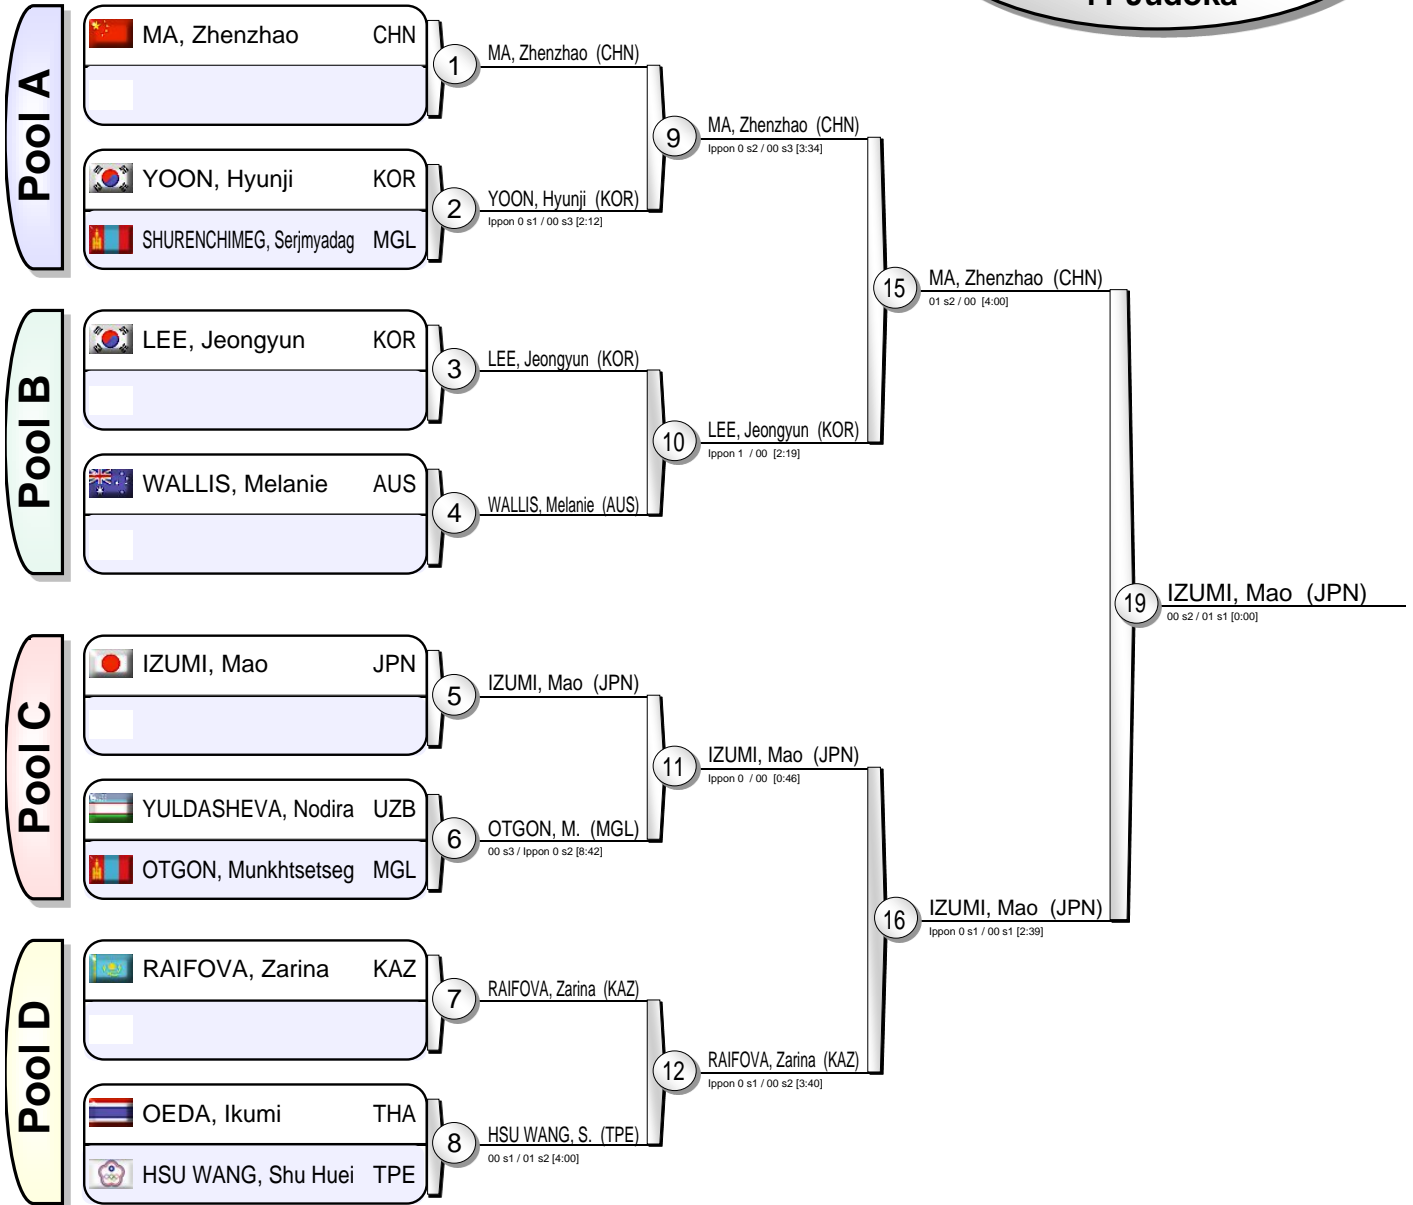 11 Judoka
Pool A
MA, Zhenzhao CHN
YOON, Hyunji KOR
SHURENCHIMEG, Serjmyadag MGL
Pool B
LEE, Jeongyun KOR
WALLIS, Melanie AUS
Pool C
IZUMI, Mao JPN
YULDASHEVA, Nodira UZB
OTGON, Munkhtsetseg MGL
Pool D
RAIFOVA, Zarina KAZ
OEDA, Ikumi THA
HSU WANG, Shu Huei TPE
1
MA, Zhenzhao (CHN)
2
YOON, Hyunji (KOR)
Ippon 0 s1 / 00 s3 [2:12]
3
LEE, Jeongyun (KOR)
4
WALLIS, Melanie (AUS)
5
IZUMI, Mao (JPN)
6
OTGON, M. (MGL)
00 s3 / Ippon 0 s2 [8:42]
7
RAIFOVA, Zarina (KAZ)
8
HSU WANG, S. (TPE)
00 s1 / 01 s2 [4:00]
9
MA, Zhenzhao (CHN)
Ippon 0 s2 / 00 s3 [3:34]
10
LEE, Jeongyun (KOR)
Ippon 1 / 00 [2:19]
11
IZUMI, Mao (JPN)
Ippon 0 / 00 [0:46]
12
RAIFOVA, Zarina (KAZ)
Ippon 0 s1 / 00 s2 [3:40]
15
MA, Zhenzhao (CHN)
01 s2 / 00 [4:00]
16
IZUMI, Mao (JPN)
Ippon 0 s1 / 00 s1 [2:39]
19
IZUMI, Mao (JPN)
00 s2 / 01 s1 [0:00]